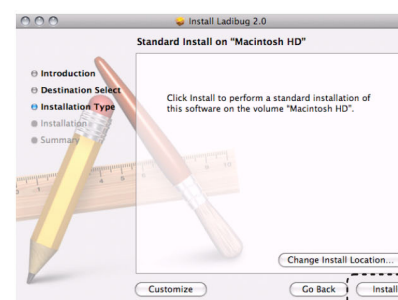 Install Ladibug 2.0
Standard Install on “Macintosh HD”
Introduction
Destination Select
Installation Type
Installation
Summary
Click Install to perform a standard installation of
this software on the volume “Macintosh HD”.
Change Install Location...
Customize
Go Back
Install